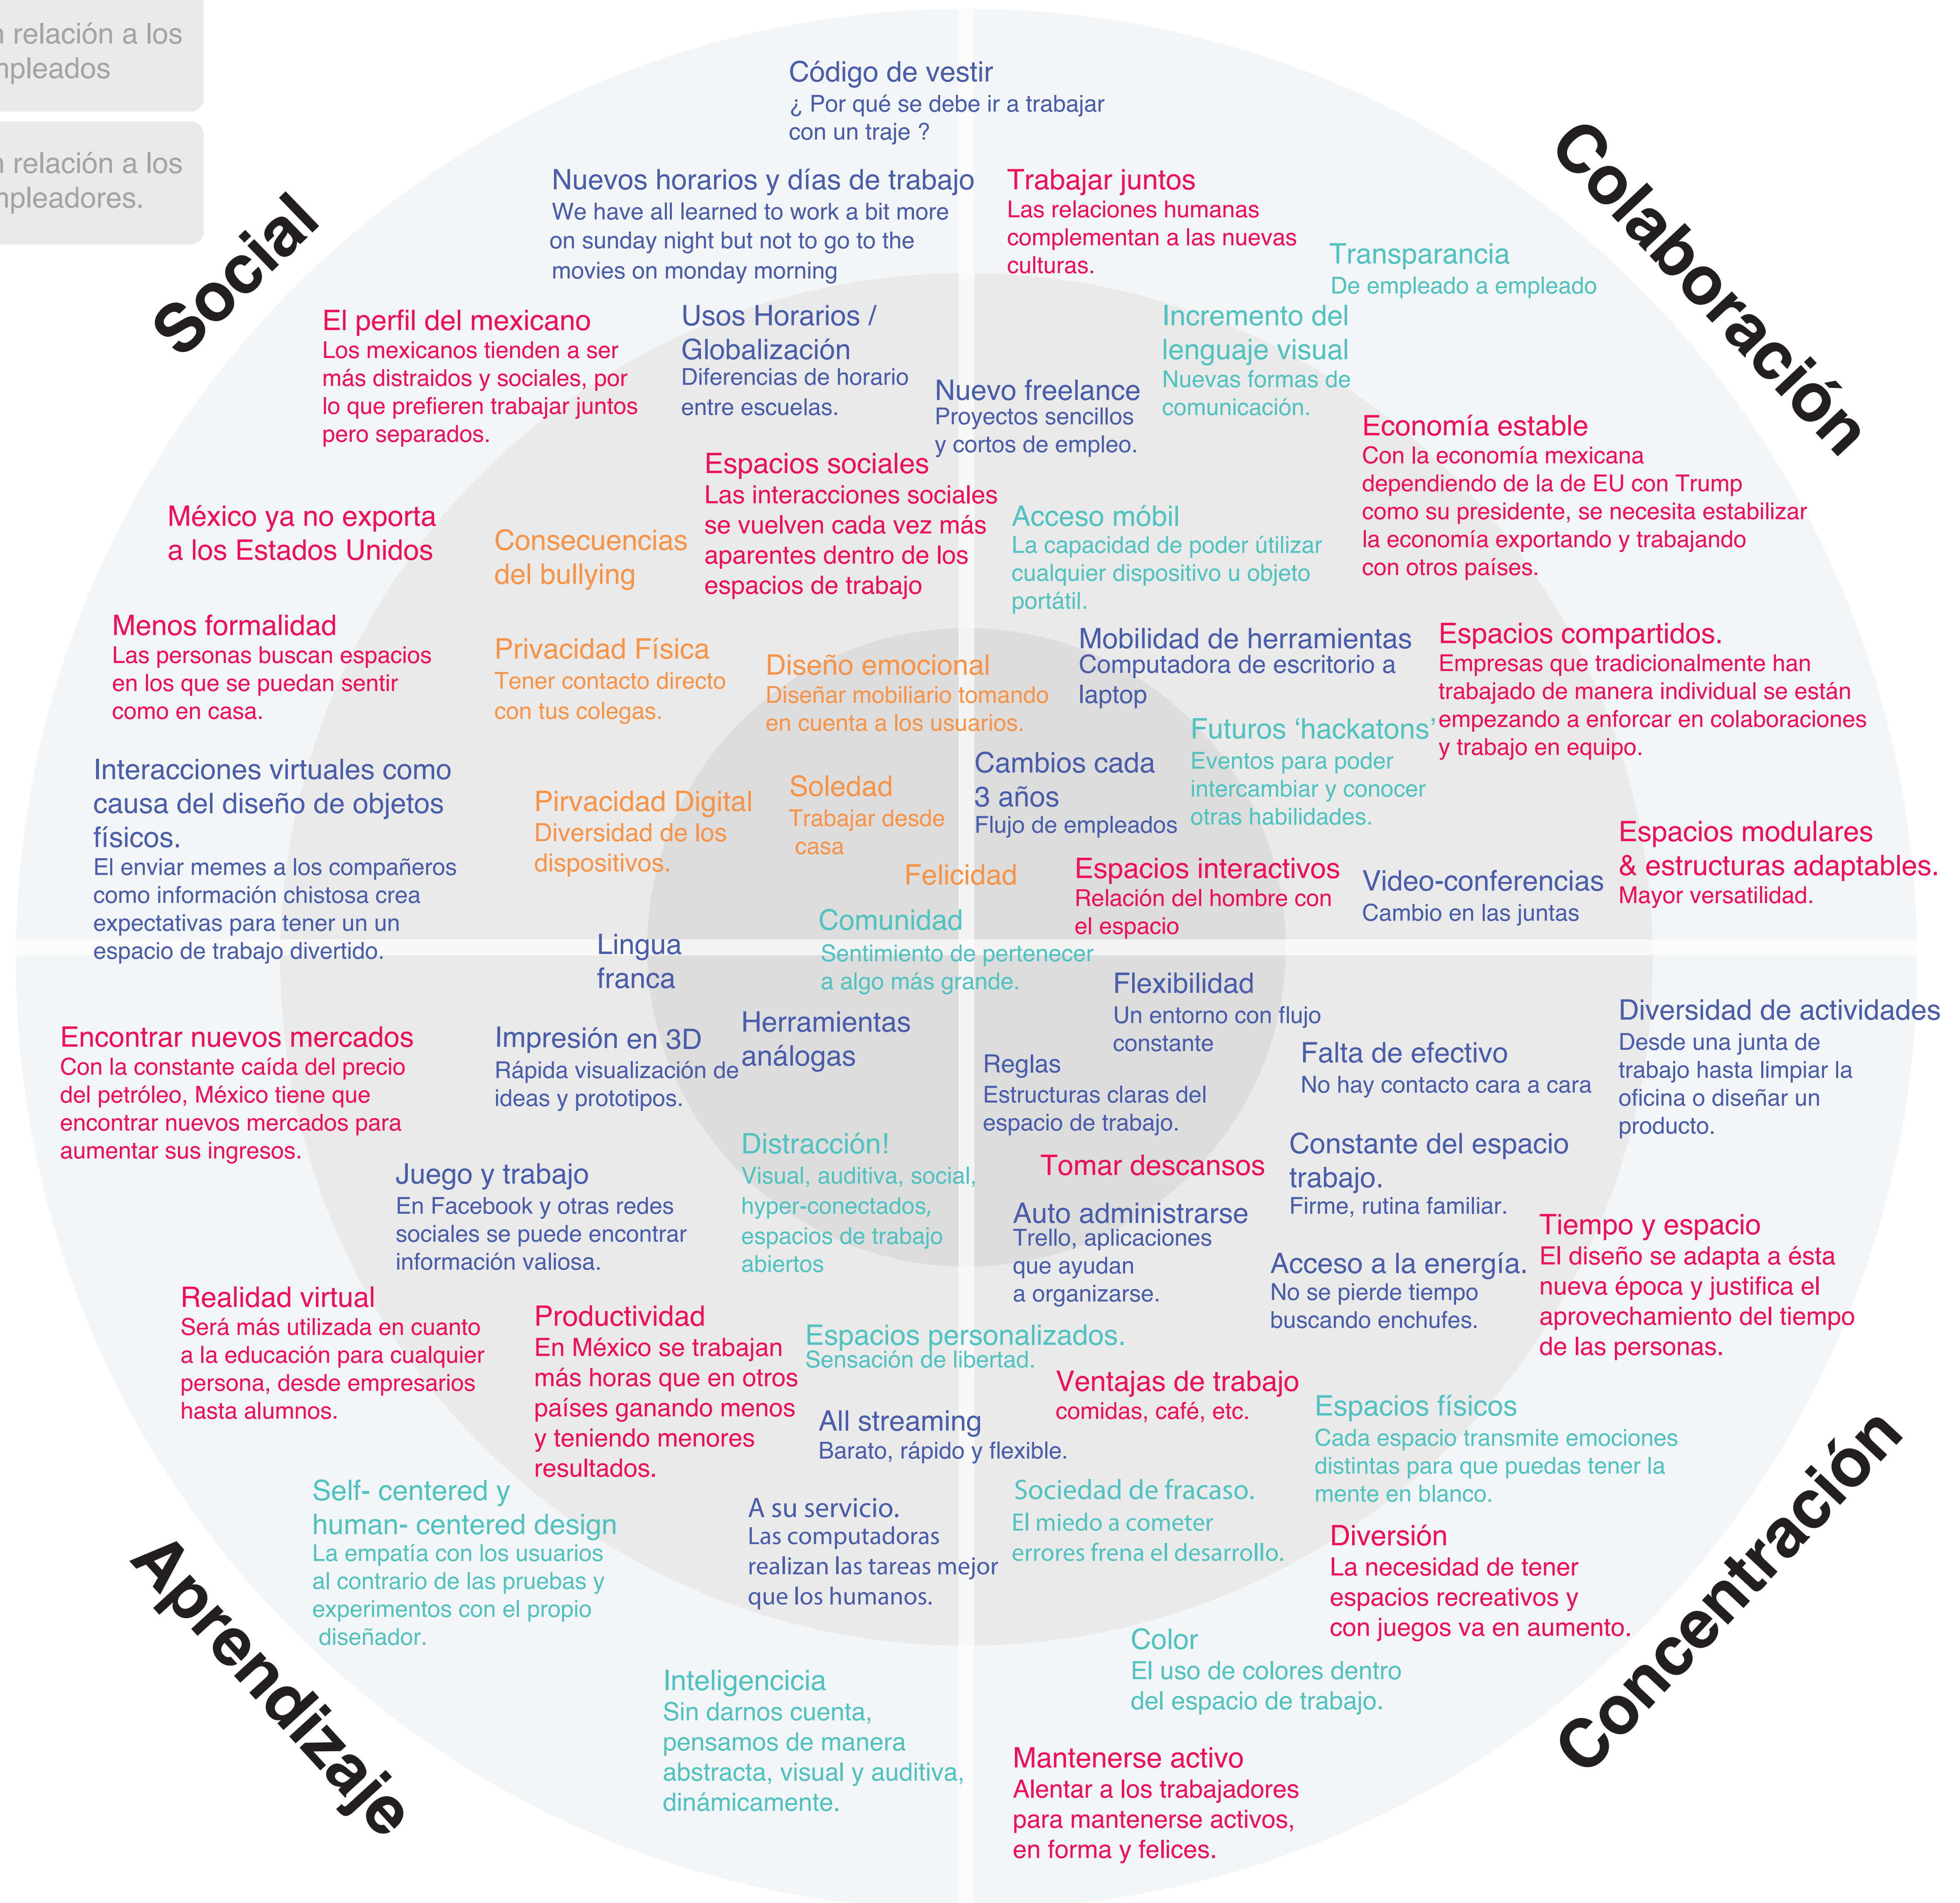 n relación a los
mpleados
n relación a los
mpleadores.
Social
Colaboración
Código de vestir
¿ Por qué se debe ir a trabajar
con un traje ?
Nuevos horarios y días de trabajo
We have all learned to work a bit more
on sunday night but not to go to the
movies on monday morning
Trabajar juntos
Las relaciones humanas
complementan a las nuevas
culturas.
Transparancia
De empleado a empleado
El perfil del mexicano
Los mexicanos tienden a ser
más distraidos y sociales, por
lo que prefieren trabajar juntos
pero separados.
Usos Horarios /
Globalización
Diferencias de horario
entre escuelas.
Nuevo freelance
Proyectos sencillos
y cortos de empleo.
Incremento del
lenguaje visual
Nuevas formas de
comunicación.
Economía estable
Con la economía mexicana
dependiendo de la de EU con Trump
como su presidente, se necesita estabilizar
la economía exportando y trabajando
con otros países.
México ya no exporta
a los Estados Unidos
Consecuencias
del bullying
Espacios sociales
Las interacciones sociales
se vuelven cada vez más
aparentes dentro de los
espacios de trabajo
Acceso móbil
La capacidad de poder útilizar
cualquier dispositivo u objeto
portátil.
Menos formalidad
Las personas buscan espacios
en los que se puedan sentir
como en casa.
Privacidad Física
Tener contacto directo
con tus colegas.
Diseño emocional
Diseñar mobiliario tomando
en cuenta a los usuarios.
Mobilidad de herramientas
Computadora de escritorio a
laptop
Espacios compartidos.
Empresas que tradicionalmente han
trabajado de manera individual se están
empezando a enforcar en colaboraciones
y trabajo en equipo.
Interacciones virtuales como
causa del diseño de objetos
físicos.
El enviar memes a los compañeros
como información chistosa crea
expectativas para tener un un
espacio de trabajo divertido.
Pirvacidad Digital
Diversidad de los
dispositivos.
Soledad
Trabajar desde
casa
Cambios cada
3 años
Flujo de empleados
Futuros ‘hackatons’
Eventos para poder
intercambiar y conocer
otras habilidades.
Felicidad
Espacios interactivos
Relación del hombre con
el espacio
Video-conferencias
Cambio en las juntas
Espacios modulares
& estructuras adaptables.
Mayor versatilidad.
Lingua
franca
Comunidad
Sentimiento de pertenecer
a algo más grande.
Flexibilidad
Un entorno con flujo
constante
Diversidad de actividades
Desde una junta de
trabajo hasta limpiar la
oficina o diseñar un
producto.
Encontrar nuevos mercados
Con la constante caída del precio
del petróleo, México tiene que
encontrar nuevos mercados para
aumentar sus ingresos.
Impresión en 3D
Rápida visualización de
ideas y prototipos.
Herramientas
análogas
Reglas
Estructuras claras del
espacio de trabajo.
Falta de efectivo
No hay contacto cara a cara
Juego y trabajo
En Facebook y otras redes
sociales se puede encontrar
información valiosa.
Distracción!
Visual, auditiva, social,
hyper-conectados,
espacios de trabajo
abiertos
Tomar descansos
Constante del espacio
trabajo.
Firme, rutina familiar.
Auto administrarse
Trello, aplicaciones
que ayudan
a organizarse.
Acceso a la energía.
No se pierde tiempo
buscando enchufes.
Tiempo y espacio
El diseño se adapta a ésta
nueva época y justifica el
aprovechamiento del tiempo
de las personas.
Realidad virtual
Será más utilizada en cuanto
a la educación para cualquier
persona, desde empresarios
hasta alumnos.
Productividad
En México se trabajan
más horas que en otros
países ganando menos
y teniendo menores
resultados.
Espacios personalizados.
Sensación de libertad.
Ventajas de trabajo
comidas, café, etc.
Espacios físicos
Cada espacio transmite emociones
distintas para que puedas tener la
mente en blanco.
All streaming
Barato, rápido y flexible.
Self- centered y
human- centered design
La empatía con los usuarios
al contrario de las pruebas y
experimentos con el propio
diseñador.
A su servicio.
Las computadoras
realizan las tareas mejor
que los humanos.
Sociedad de fracaso.
El miedo a cometer
errores frena el desarrollo.
Diversión
La necesidad de tener
espacios recreativos y
con juegos va en aumento.
Color
El uso de colores dentro
del espacio de trabajo.
Inteligencicia
Sin darnos cuenta,
pensamos de manera
abstracta, visual y auditiva,
dinámicamente.
Mantenerse activo
Alentar a los trabajadores
para mantenerse activos,
en forma y felices.
Aprendizaje
Concentración